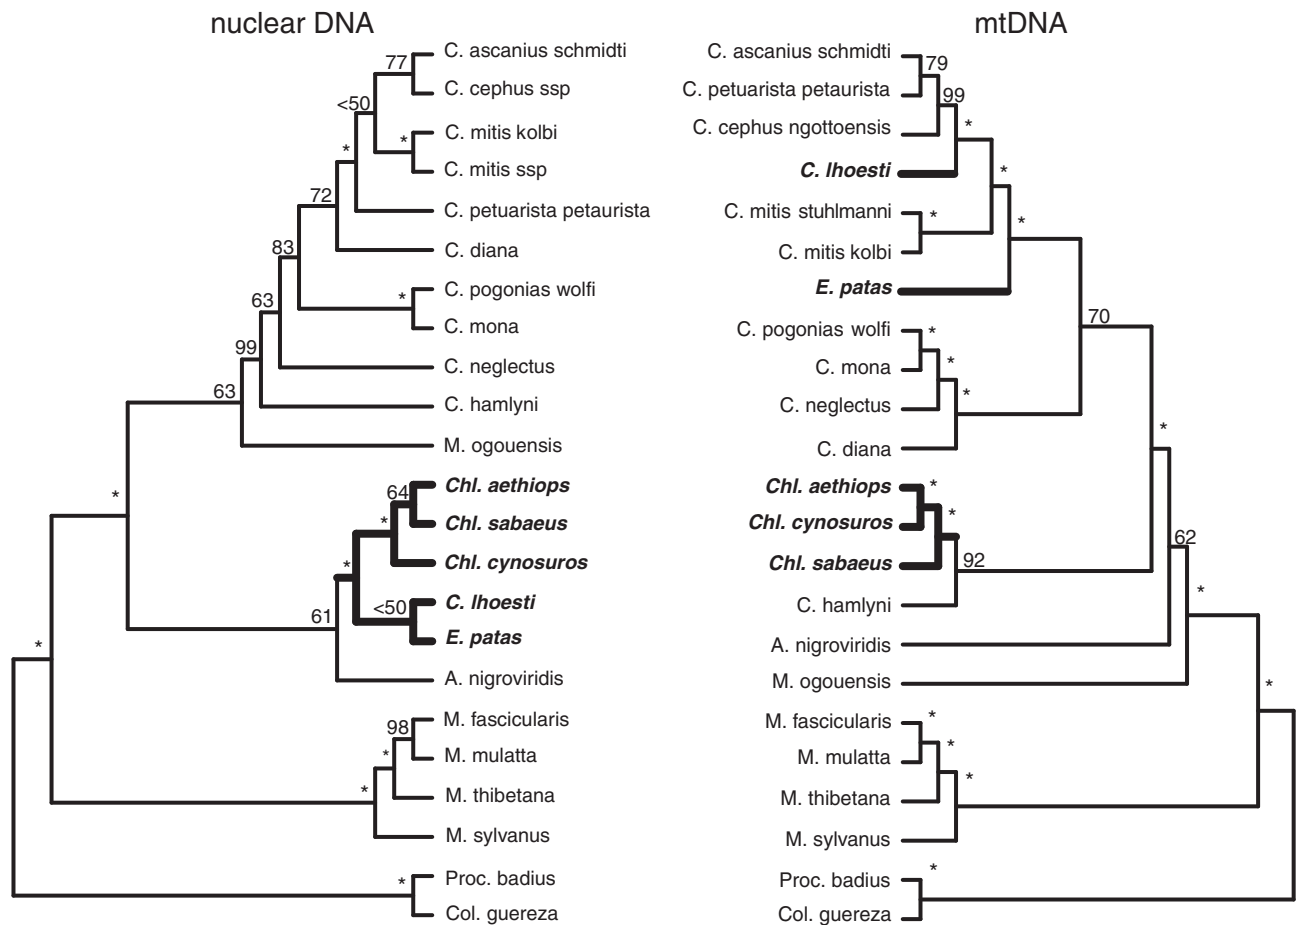 nuclear DNA
C. ascanius schmidti
77
C. cephus ssp
<50
C. mitis kolbi
*
*
C. mitis ssp
72
C. petuarista petaurista
83
C. diana
63
*
C. pogonias wolfi
C. mona
99
C. neglectus
63
C. hamlyni
M. ogouensis
*
64
Chl. aethiops
*
Chl. sabaeus
*
Chl. cynosuros
61
<50
C. lhoesti
E. patas
*
A. nigroviridis
98
M. fascicularis
*
M. mulatta
*
M. thibetana
M. sylvanus
*
Proc. badius
Col. guereza
mtDNA
C. ascanius schmidti
79
C. petuarista petaurista
99
C. cephus ngottoensis
*
C. lhoesti
*
C. mitis stuhlmanni
*
*
C. mitis kolbi
E. patas
70
C. pogonias wolfi
*
C. mona
*
C. neglectus
*
C. diana
*
Chl. aethiops
*
Chl. cynosuros
*
62
Chl. sabaeus
92
C. hamlyni
*
A. nigroviridis
M. ogouensis
*
M. fascicularis
*
M. mulatta
*
M. thibetana
*
M. sylvanus
Proc. badius
*
Col. guereza